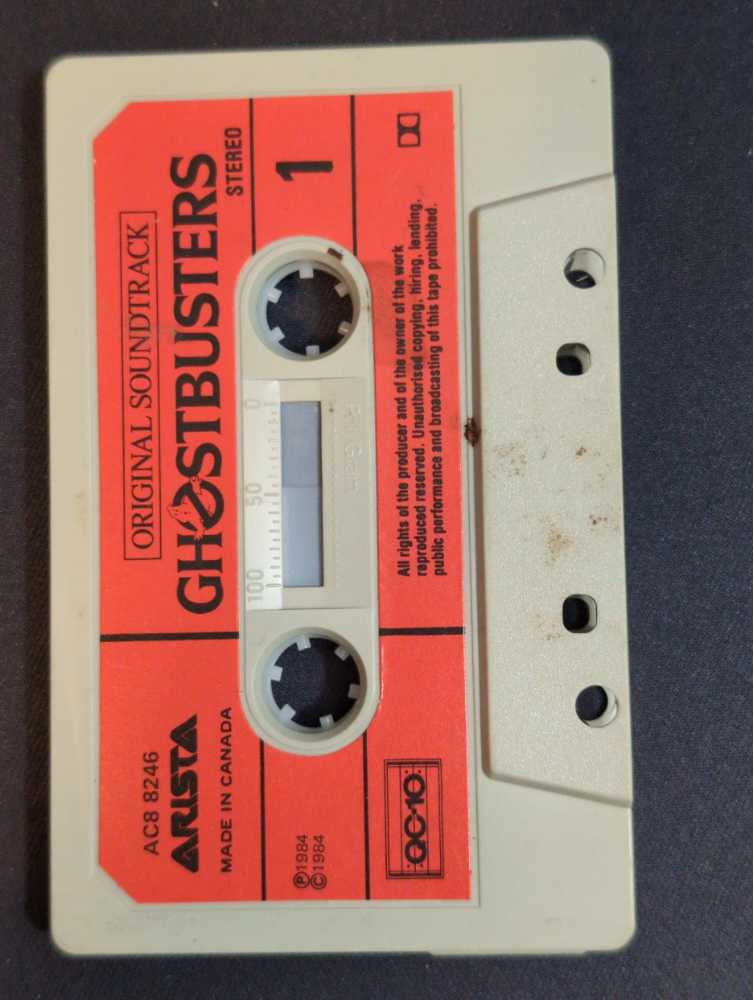 ORIGINAL SOUNDTRACK
GHOSTBUSTERS
STEREO
1
AC8 8246
ARISTA
MADE IN CANADA
℗1984
©1984
100 50 0
All rights of the producer and of the owner of the work
reproduced reserved. Unauthorised copying, hiring, lending,
public performance and broadcasting of this tape prohibited.
QC-10